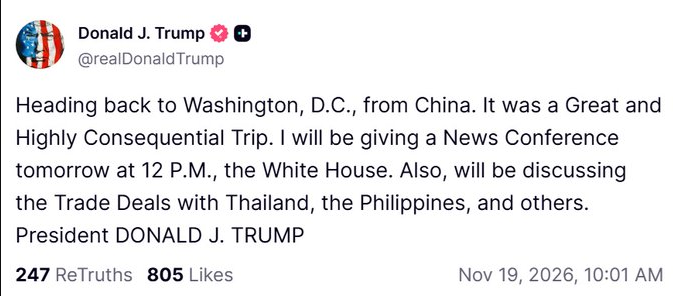 Donald J. Trump
@realDonaldTrump
Heading back to Washington, D.C., from China. It was a Great and
Highly Consequential Trip. I will be giving a News Conference
tomorrow at 12 P.M., the White House. Also, will be discussing
the Trade Deals with Thailand, the Philippines, and others.
President DONALD J. TRUMP
247 ReTruths 805 Likes Nov 19, 2026, 10:01 AM